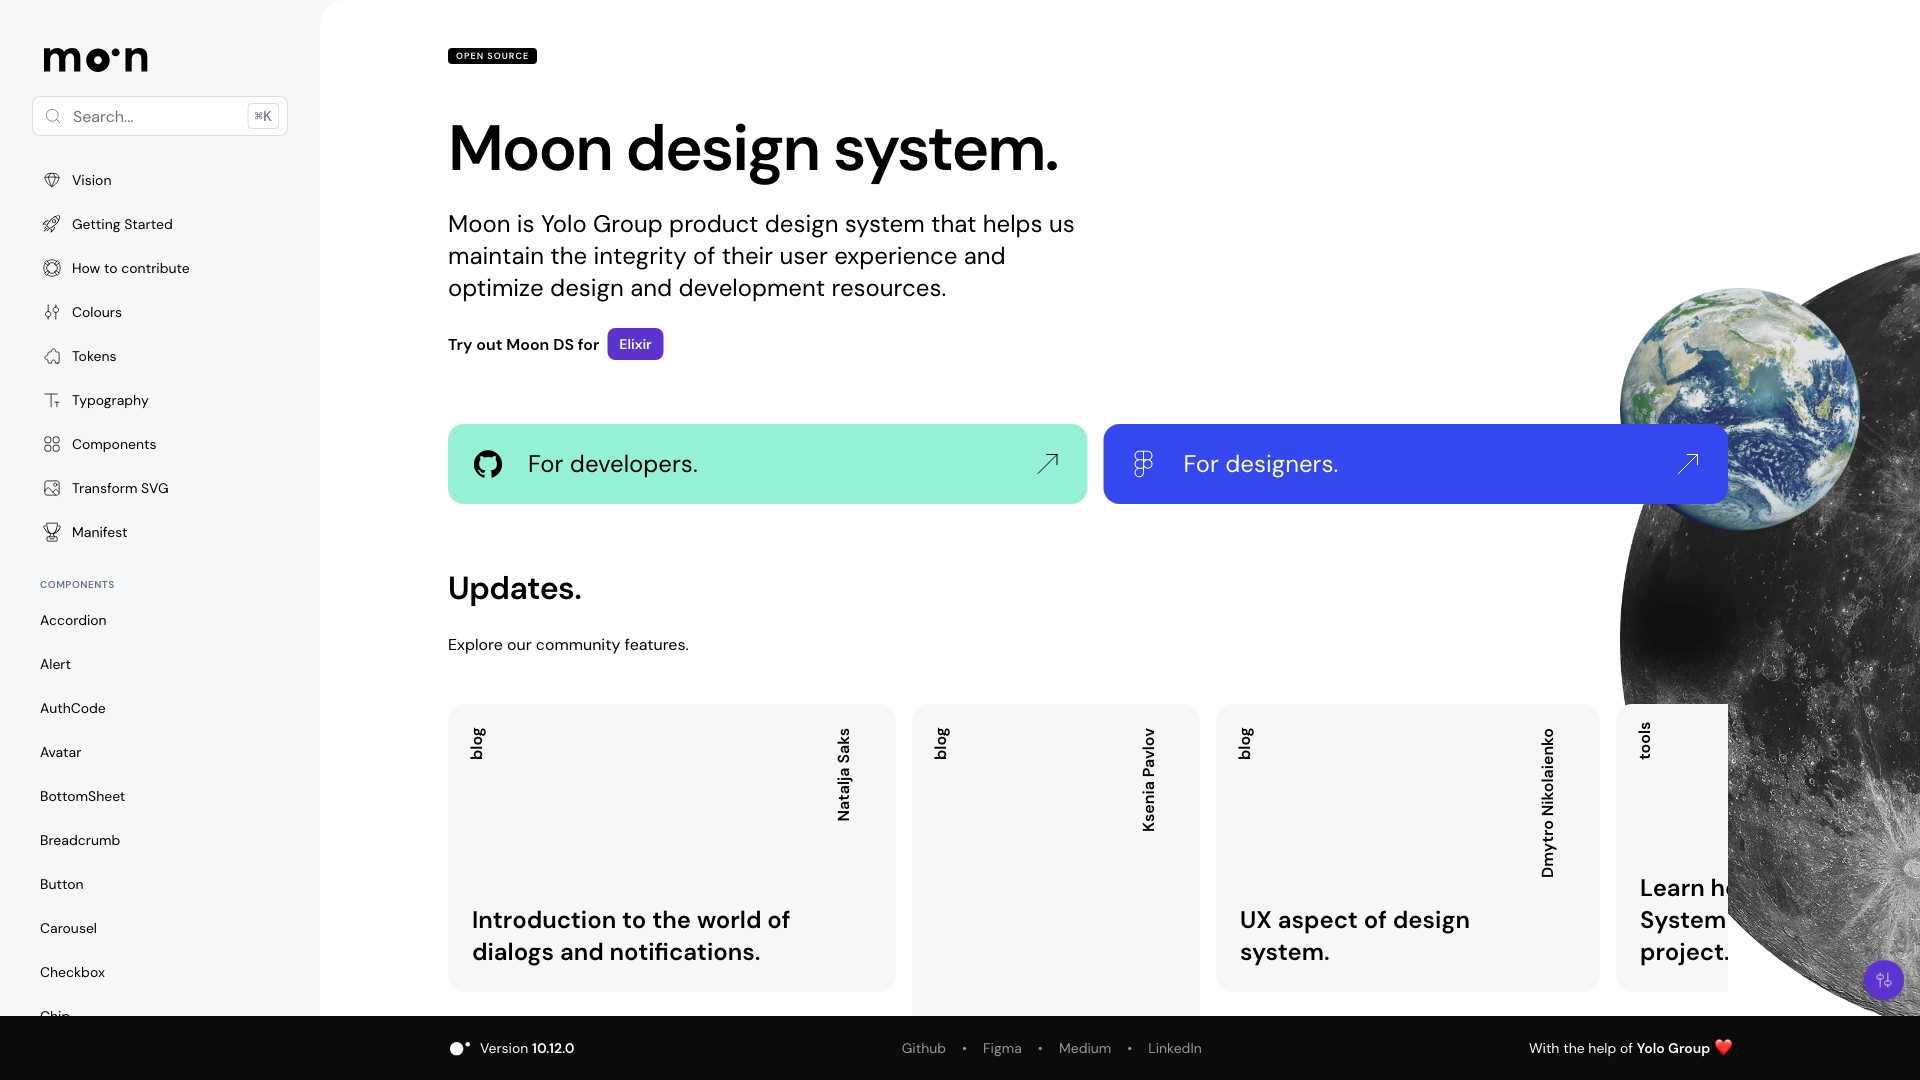 moon
Search...
⌘K
Vision
Getting Started
How to contribute
Colours
Tokens
Typography
Components
Transform SVG
Manifest
COMPONENTS
Accordion
Alert
AuthCode
Avatar
BottomSheet
Breadcrumb
Button
Carousel
Checkbox
Chip
OPEN SOURCE
Moon design system.
Moon is Yolo Group product design system that helps us
maintain the integrity of their user experience and
optimize design and development resources.
Try out Moon DS for Elixir
For developers.
For designers.
Updates.
Explore our community features.
blog
Natalja Saks
Introduction to the world of
dialogs and notifications.
blog
Ksenia Pavlov
blog
Dmytro Nikolaienko
UX aspect of design
system.
tools
Learn
System
project.
Version 10.12.0
Github • Figma • Medium • LinkedIn
With the help of Yolo Group ❤️